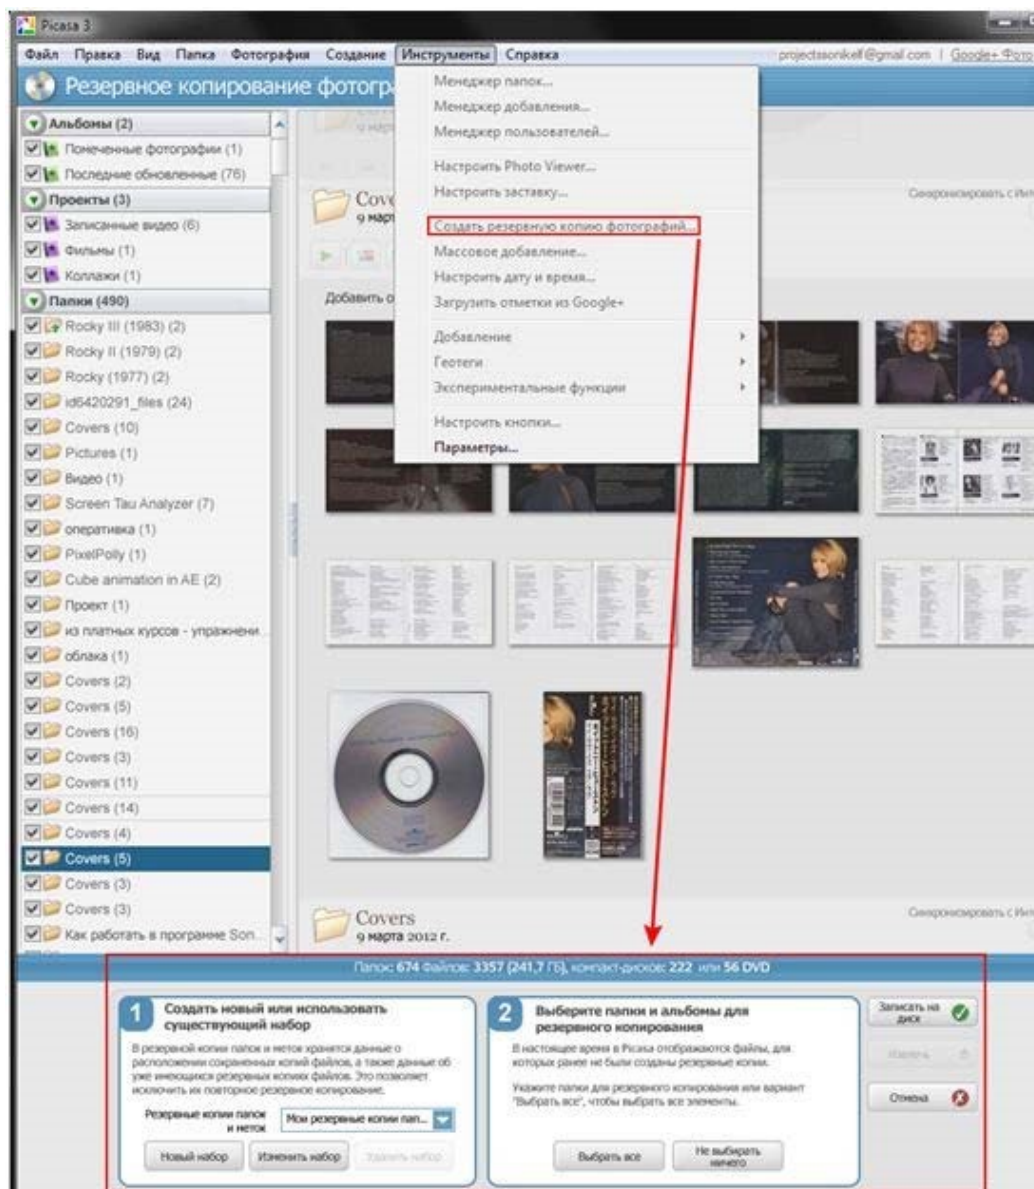 Picasa 3
Файл Правка Вид Папка Фотография Создание Инструменты Справка
projectssonikelf@gmail.com | Google+ Фото
Резервное копирование фотогр
Альбомы (2)
Помеченные фотографии (1)
Последние обновленные (76)
Проекты (3)
Записанные видео (6)
Фильмы (1)
Коллажи (1)
Папки (490)
Rocky III (1983) (2)
Rocky II (1979) (2)
Rocky (1977) (2)
id6420291_files (24)
Covers (10)
Pictures (1)
Видео (1)
Screen Tau Analyzer (7)
оперативка (1)
PixelPolly (1)
Cube animation in AE (2)
Проект (1)
из платных курсов - упражнени...
облака (1)
Covers (2)
Covers (5)
Covers (16)
Covers (3)
Covers (11)
Covers (14)
Covers (4)
Covers (5)
Covers (3)
Covers (3)
Как работать в программе Son...
Менеджер папок...
Менеджер добавления...
Менеджер пользователей...
Настроить Photo Viewer...
Настроить заставку...
Создать резервную копию фотографий...
Массовое добавление...
Настроить дату и время...
Загрузить отметки из Google+
Добавление
Геотеги
Экспериментальные функции
Настроить кнопки...
Параметры...
Cove
9 март
Синхронизировать с Инт
Добавить о
Covers
9 марта 2012 г.
Синхронизировать с Инт
Папок: 674 Файлов: 3357 (241,7 ГБ), компакт-дисков: 222 или 56 DVD
1 Создать новый или использовать
существующий набор
В резервной копии папок и меток хранятся данные о
расположении сохраненных копий файлов, а также данные об
уже имеющихся резервных копиях файлов. Это позволяет
исключить их повторное резервное копирование.
Резервные копии папок
и меток
Мои резервные копии пап...
Новый набор Изменить набор Удалить набор
2 Выберите папки и альбомы для
резервного копирования
В настоящее время в Picasa отображаются файлы, для
которых ранее не были созданы резервные копии.
Укажите папки для резервного копирования или вариант
"Выбрать все", чтобы выбрать все элементы.
Выбрать все
Не выбирать
ничего
Записать на
диск
Извлечь
Отмена